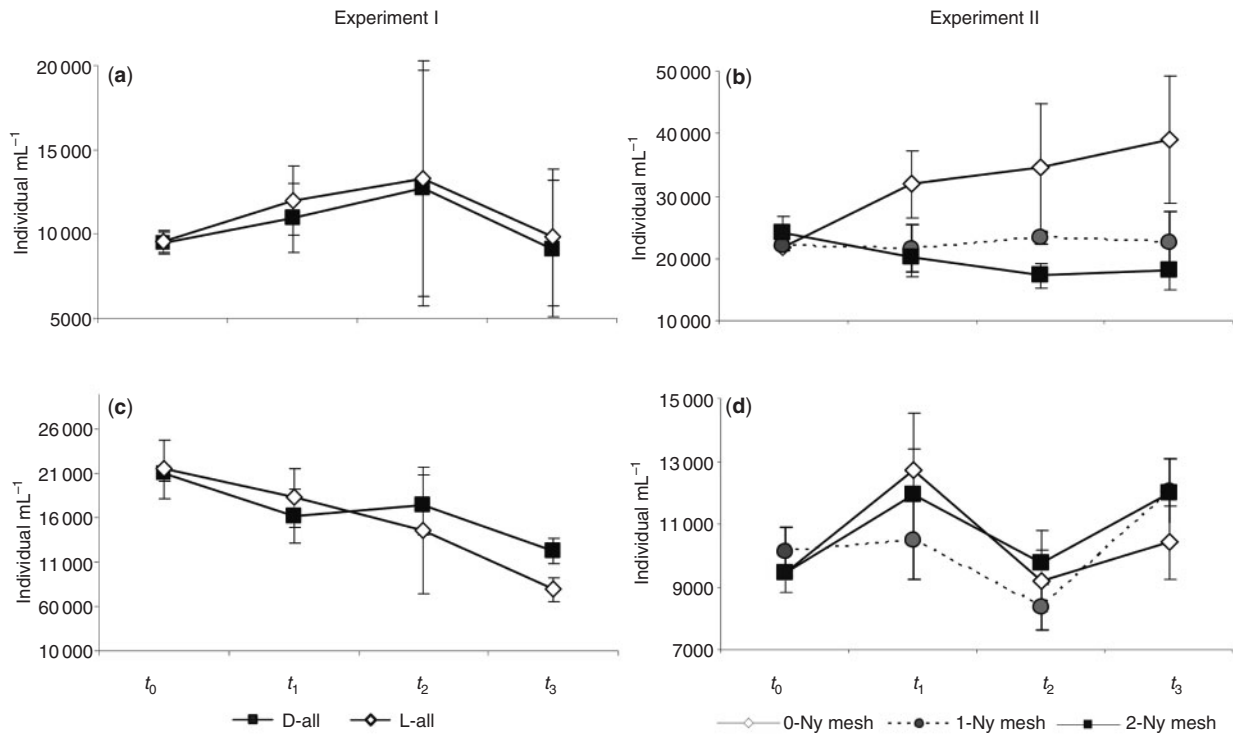 Experiment I
Experiment II
(a)
20 000
15 000
10 000
5000
Individual mL⁻¹
(b)
50 000
40 000
30 000
20 000
10 000
Individual mL⁻¹
(c)
26 000
21 000
16 000
11 000
60 000
10 000
Individual mL⁻¹
t₀
t₁
t₂
t₃
(d)
15 000
13 000
11 000
9000
7000
Individual mL⁻¹
t₀
t₁
t₂
t₃
D-all
L-all
0-Ny mesh
1-Ny mesh
2-Ny mesh